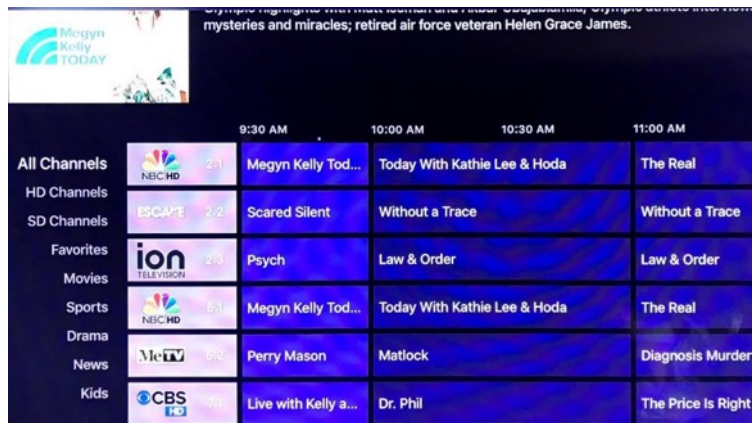 Megyn
Kelly
TODAY
mysteries and miracles; retired air force veteran Helen Grace James.
9:30 AM 10:00 AM 10:30 AM 11:00 AM
All Channels
HD Channels
SD Channels
Favorites
Movies
Sports
Drama
News
Kids
NBC HD 2.1 Megyn Kelly Tod... Today With Kathie Lee & Hoda The Real
ESCAPE 2.2 Scared Silent Without a Trace Without a Trace
ion TELEVISION 2.3 Psych Law & Order Law & Order
NBC HD Megyn Kelly Tod... Today With Kathie Lee & Hoda The Real
MeTV Perry Mason Matlock Diagnosis Murder
CBS HD 7.1 Live with Kelly a... Dr. Phil The Price Is Right